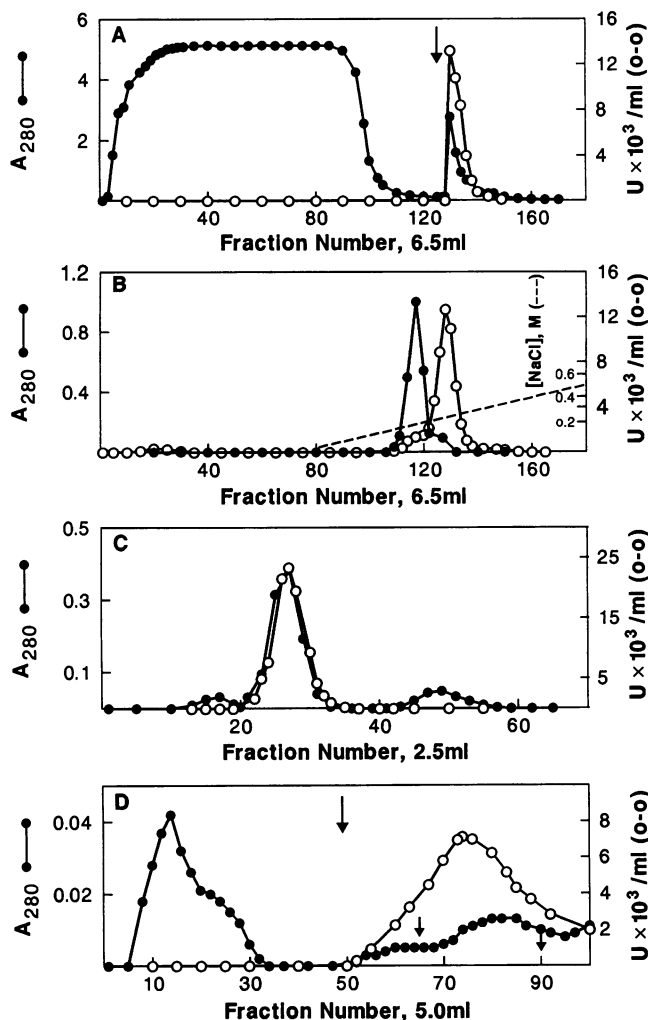 A
A280
6
4
2
40
80
120
160
16
12
8
4
U × 10³ /ml (o-o)
Fraction Number, 6.5ml
B
A280
1.2
0.8
0.4
40
80
120
160
[NaCl], M (---)
0.6
0.4
0.2
16
12
8
4
U × 10³ /ml (o-o)
Fraction Number, 6.5ml
C
A280
0.5
0.3
0.1
20
40
60
25
15
5
U × 10³ /ml (o-o)
Fraction Number, 2.5ml
D
A280
0.04
0.02
10
30
50
70
90
8
6
4
2
U × 10³ /ml (o-o)
Fraction Number, 5.0ml